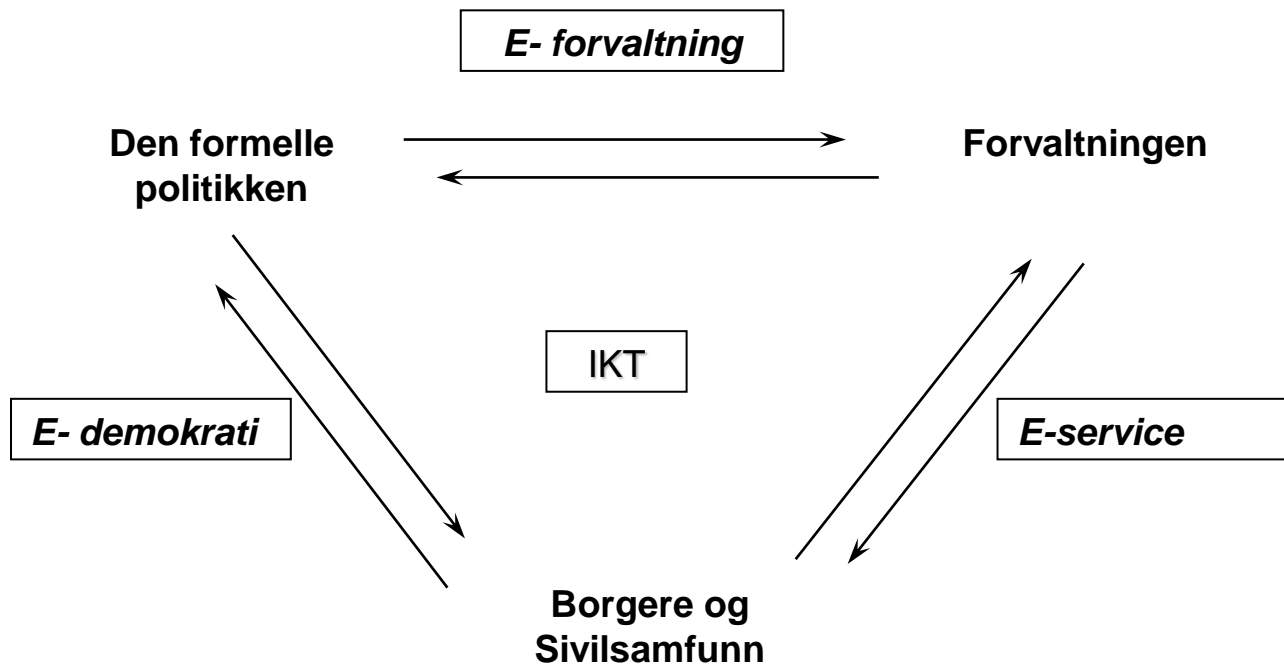 E- forvaltning
Den formelle
politikken
Forvaltningen
IKT
E- demokrati
E-service
Borgere og
Sivilsamfunn